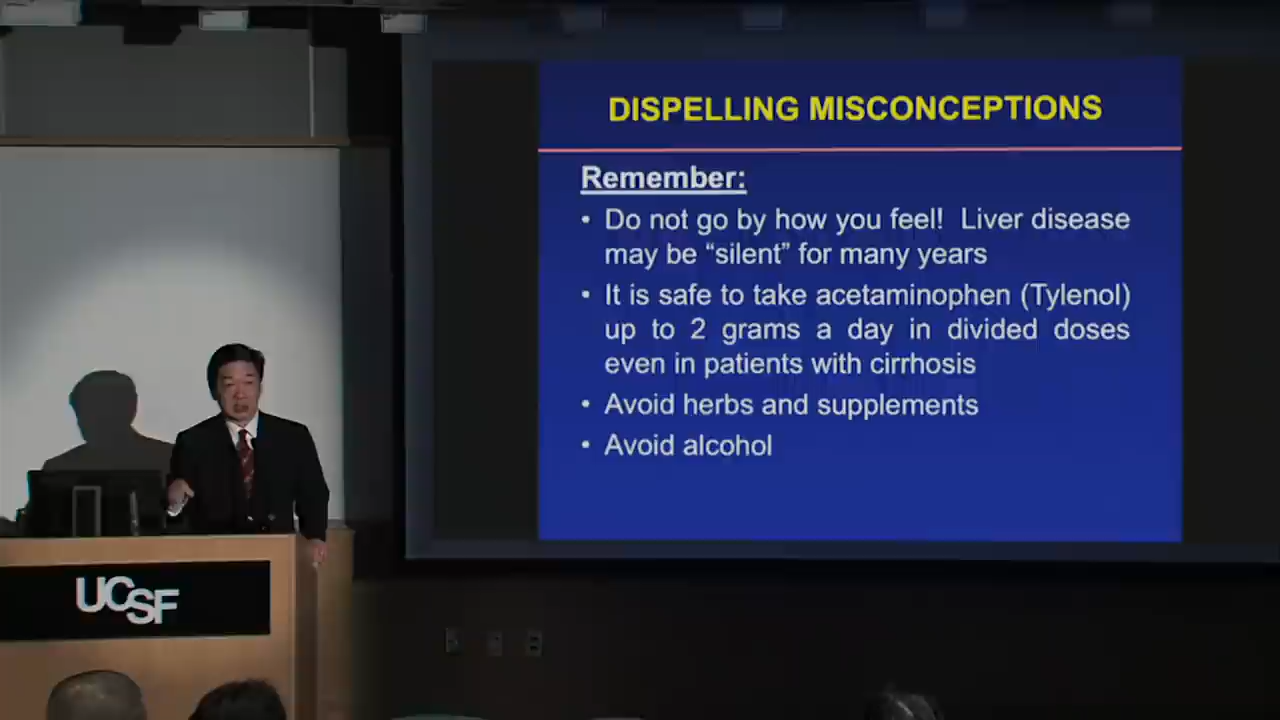 DISPELLING MISCONCEPTIONS
Remember:
• Do not go by how you feel! Liver disease
may be “silent” for many years
• It is safe to take acetaminophen (Tylenol)
up to 2 grams a day in divided doses
even in patients with cirrhosis
• Avoid herbs and supplements
• Avoid alcohol
UCSF